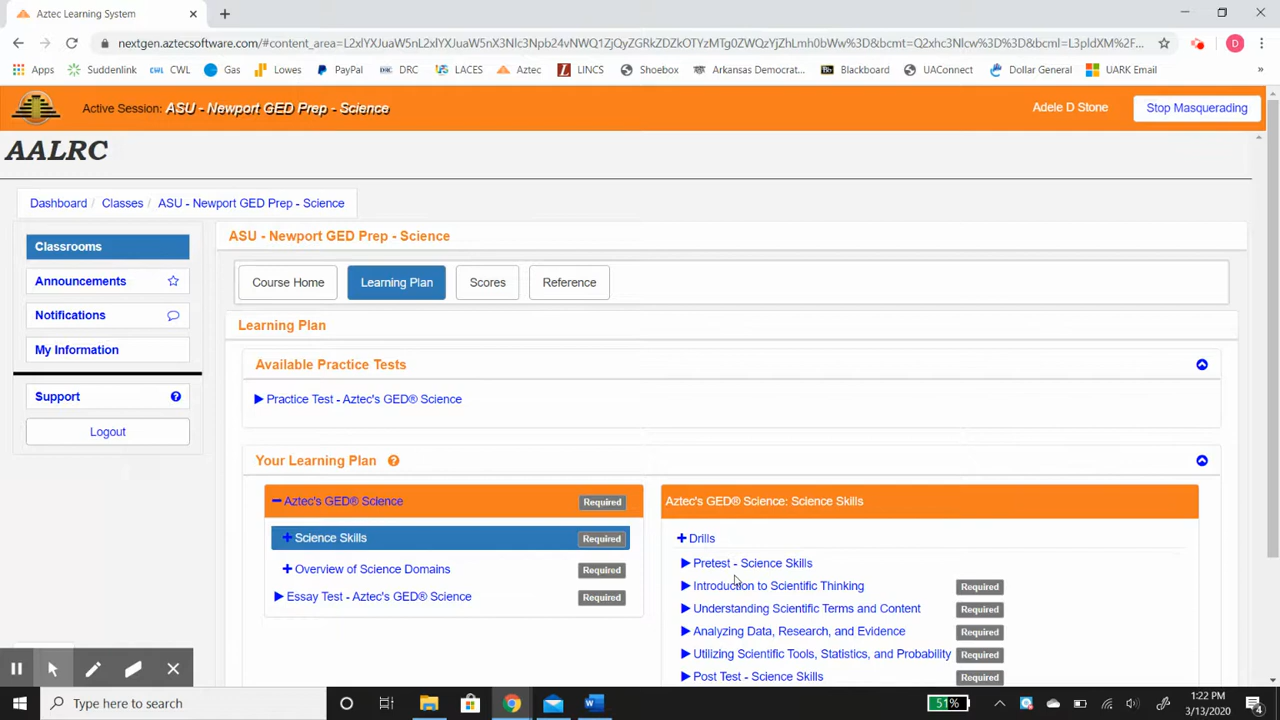 Aztec Learning System
nextgen.aztecsoftware.com/#content_area=L2xlYXJuaW5nL2xlYXJuaW5nX3Nlc3Npb24vNWQ1ZjQyZGRkZDZkOTYzMTg0ZWQzYjZhLmh0bWw%3D&bcmt=Q2xhc3Nlcw%3D%3D&bcml=L3pldXM%2F...
D
Apps Suddenlink CWL CWL Gas Lowes PayPal DRC DRC LACES Aztec L LINCS Shoebox Arkansas Democrat... Bb Blackboard UAConnect Dollar General UARK Email »
Active Session: ASU - Newport GED Prep - Science
Adele D Stone
Stop Masquerading
AALRC
Dashboard / Classes / ASU - Newport GED Prep - Science
Classrooms
Announcements
Notifications
My Information
Support
Logout
ASU - Newport GED Prep - Science
Course Home Learning Plan Scores Reference
Learning Plan
Available Practice Tests
Practice Test - Aztec's GED® Science
Your Learning Plan ?
Aztec's GED® Science Required
Science Skills Required
Overview of Science Domains Required
Essay Test - Aztec's GED® Science Required
Aztec's GED® Science: Science Skills
Drills
Pretest - Science Skills
Introduction to Scientific Thinking Required
Understanding Scientific Terms and Content Required
Analyzing Data, Research, and Evidence Required
Utilizing Scientific Tools, Statistics, and Probability Required
Post Test - Science Skills Required
Type here to search
51%
1:22 PM
3/13/2020
4